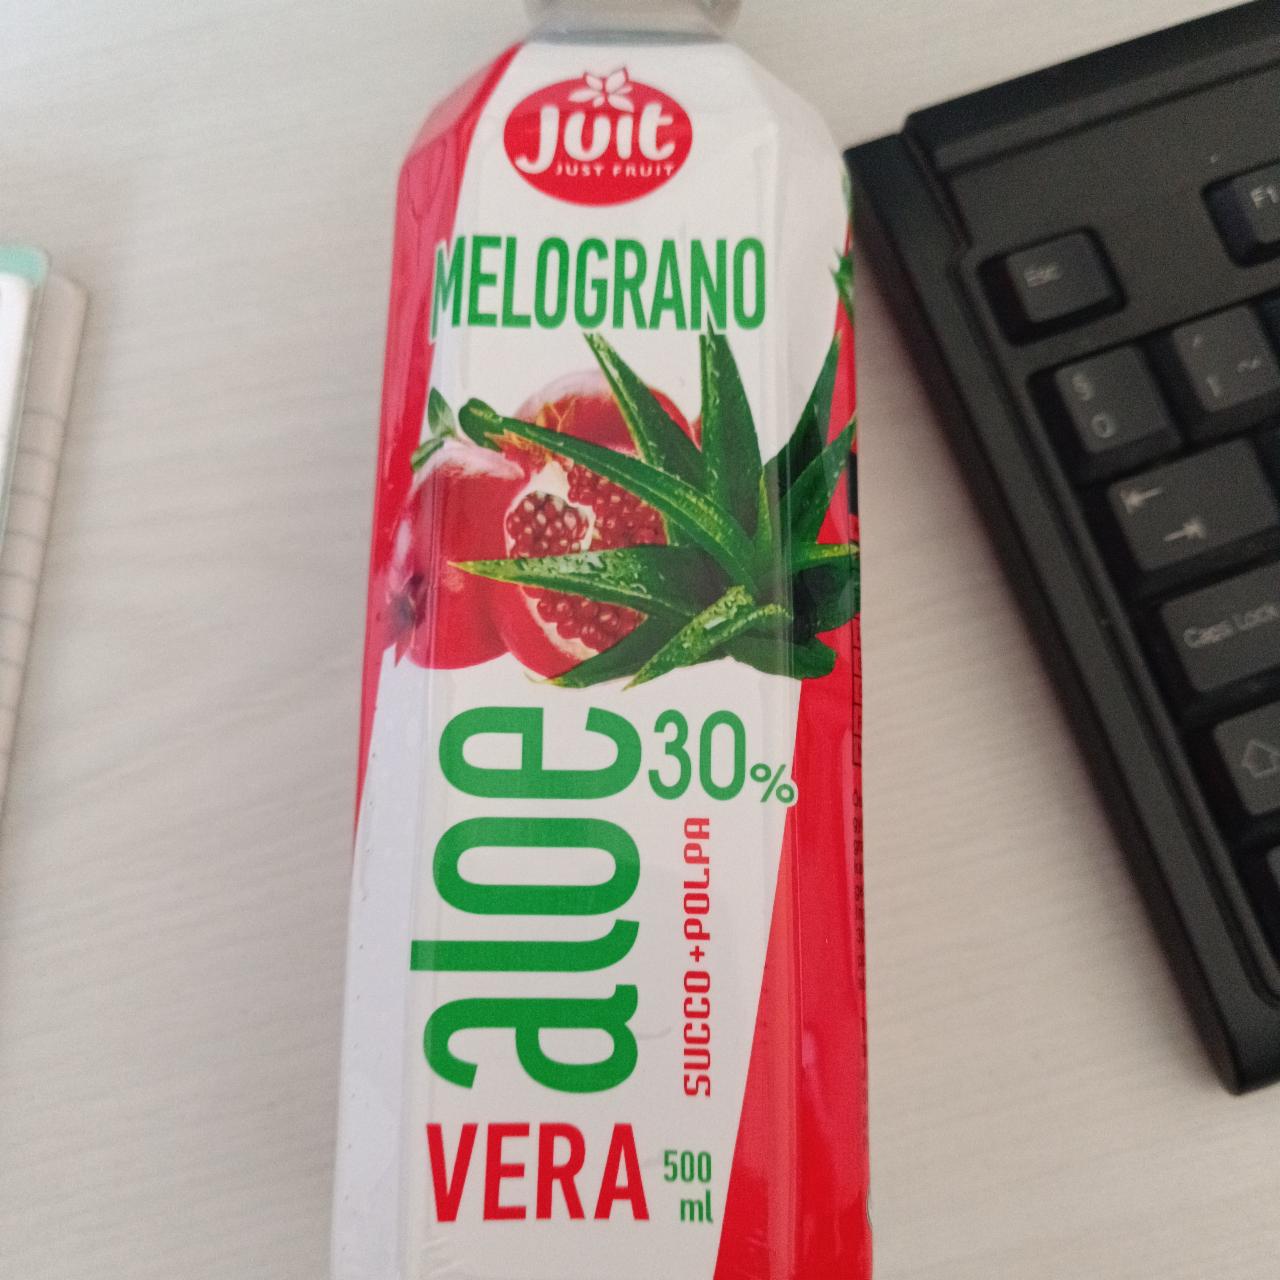 Juit
JUST FRUIT
MELOGRANO
aloe
30%
SUCCO+POLPA
VERA
500
ml
Esc
F1
Caps Lock